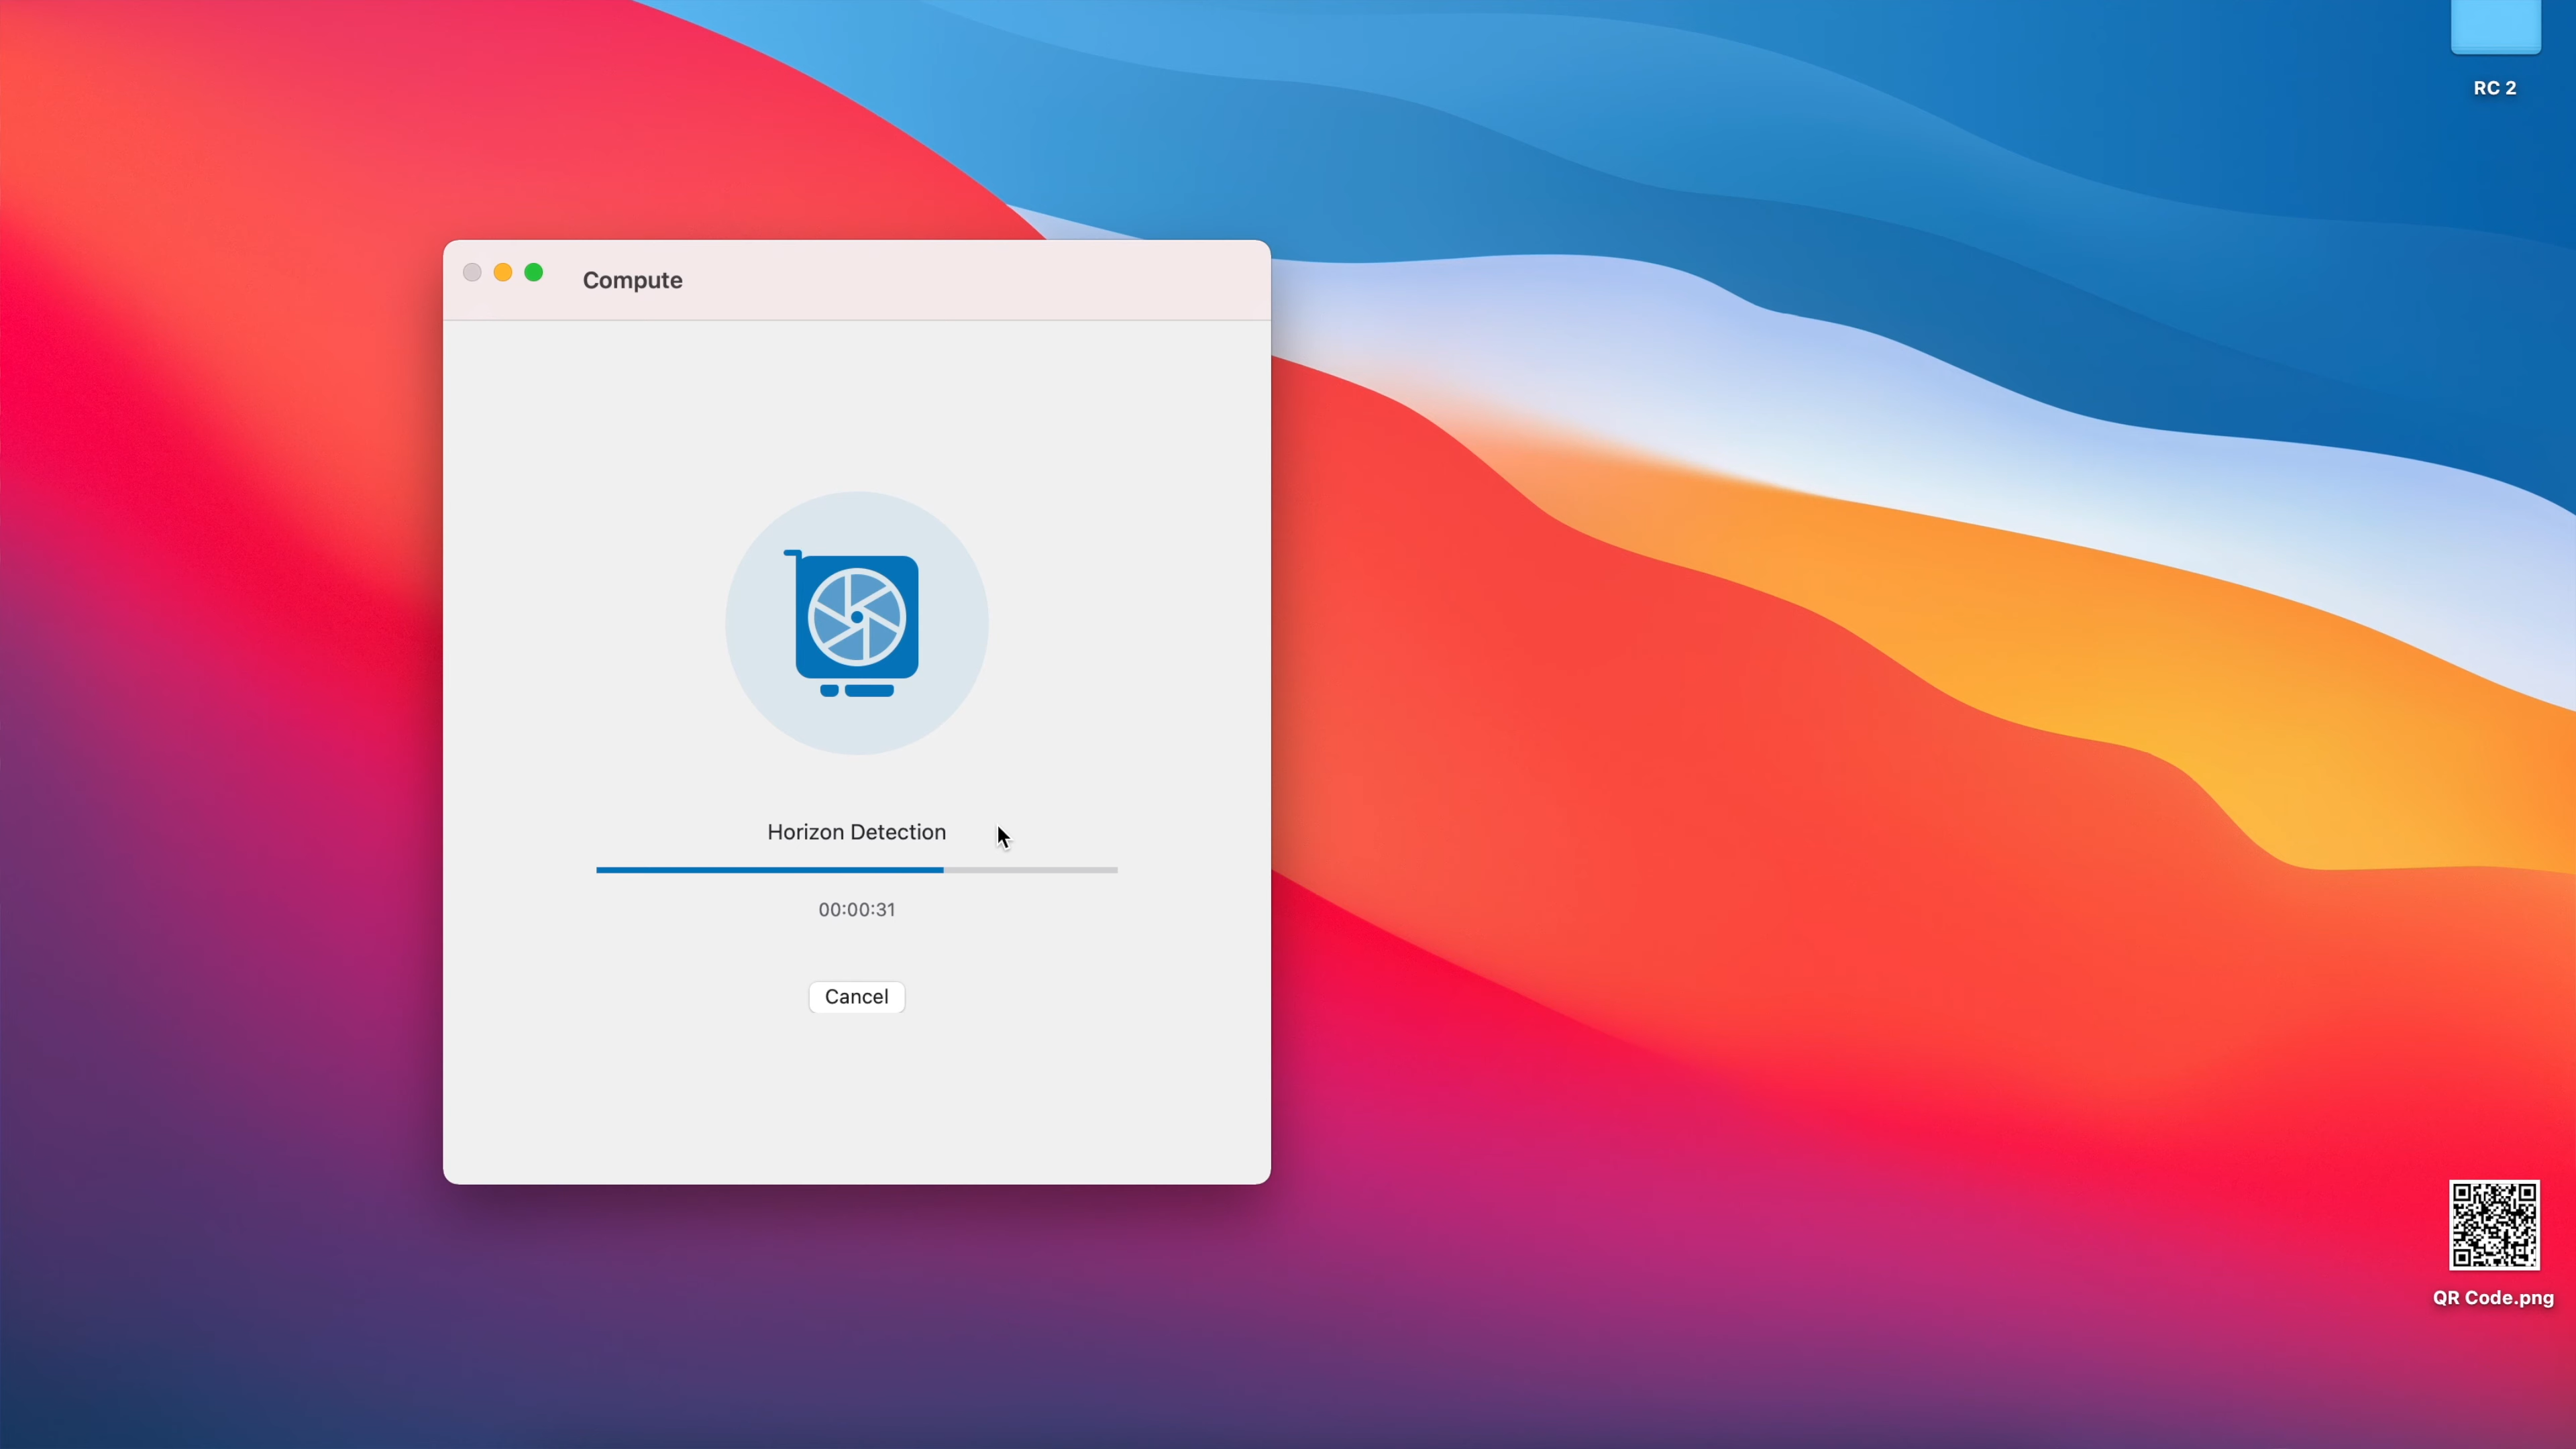 RC 2
Compute
Horizon Detection
00:00:31
Cancel
QR Code.png